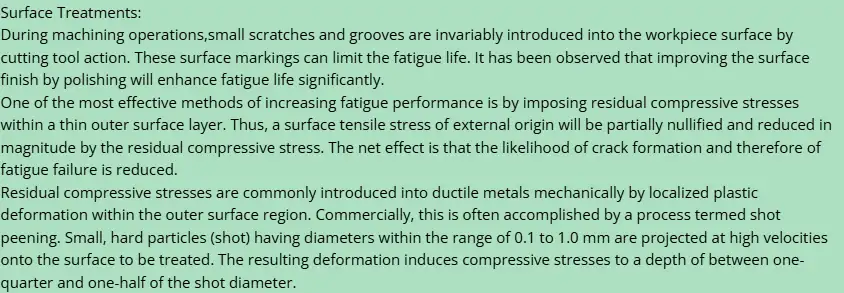 Surface Treatments:
During machining operations,small scratches and grooves are invariably introduced into the workpiece surface by
cutting tool action. These surface markings can limit the fatigue life. It has been observed that improving the surface
finish by polishing will enhance fatigue life significantly.
One of the most effective methods of increasing fatigue performance is by imposing residual compressive stresses
within a thin outer surface layer. Thus, a surface tensile stress of external origin will be partially nullified and reduced in
magnitude by the residual compressive stress. The net effect is that the likelihood of crack formation and therefore of
fatigue failure is reduced.
Residual compressive stresses are commonly introduced into ductile metals mechanically by localized plastic
deformation within the outer surface region. Commercially, this is often accomplished by a process termed shot
peening. Small, hard particles (shot) having diameters within the range of 0.1 to 1.0 mm are projected at high velocities
onto the surface to be treated. The resulting deformation induces compressive stresses to a depth of between one-
quarter and one-half of the shot diameter.